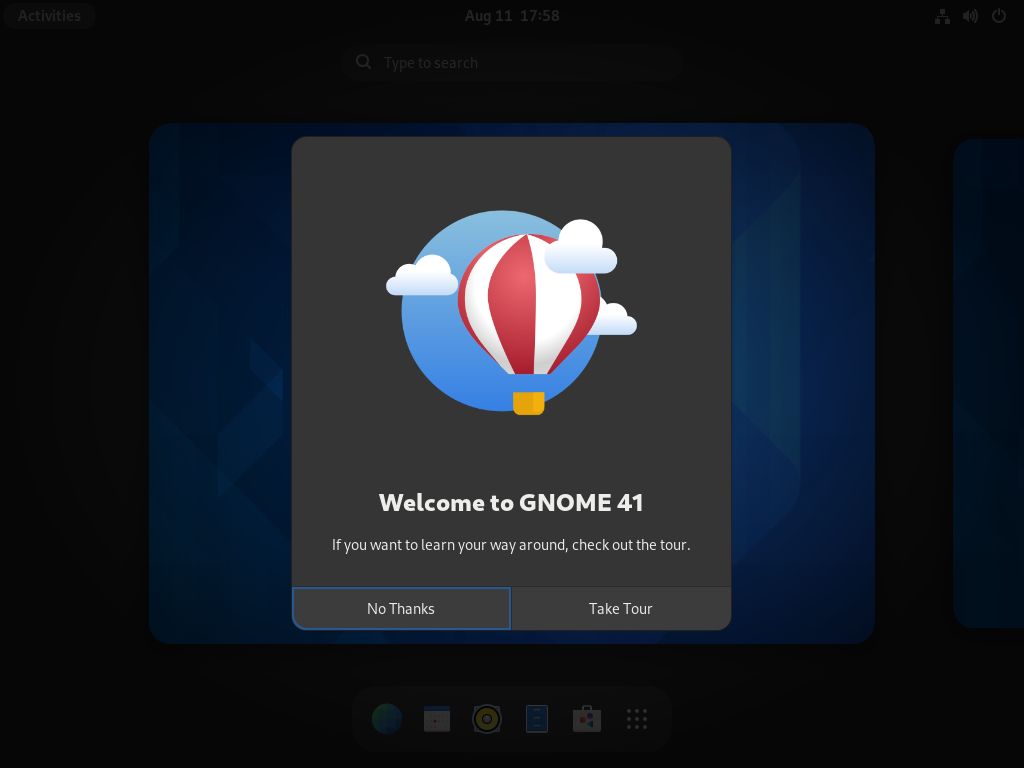 Activities
Aug 11 17:58
Type to search
Welcome to GNOME 41
If you want to learn your way around, check out the tour.
No Thanks
Take Tour